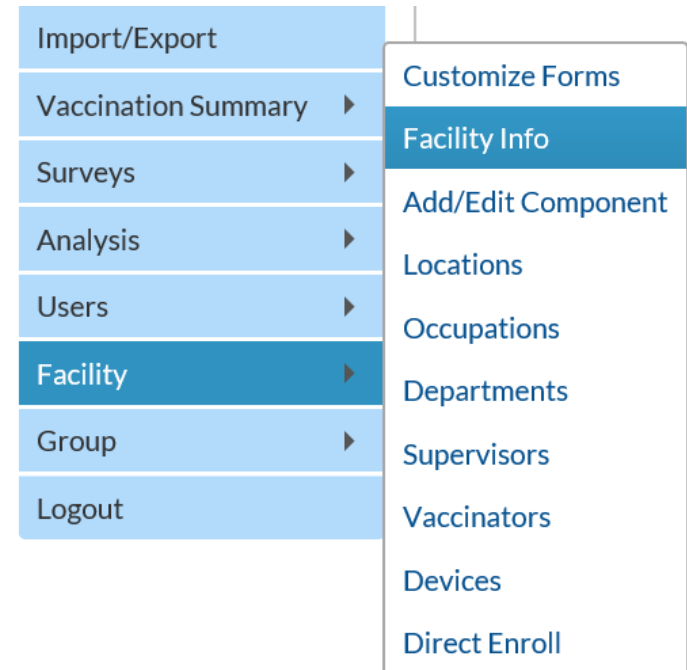 Import/Export
Vaccination Summary
Surveys
Analysis
Users
Facility
Group
Logout
Customize Forms
Facility Info
Add/Edit Component
Locations
Occupations
Departments
Supervisors
Vaccinators
Devices
Direct Enroll